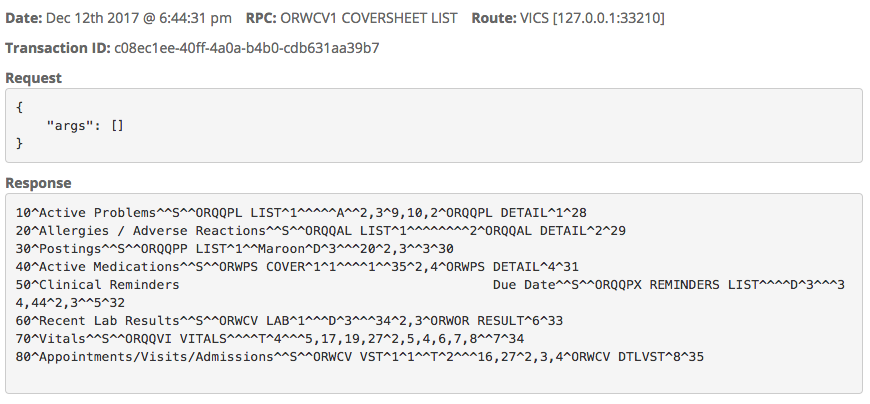 Date: Dec 12th 2017 @ 6:44:31 pm   RPC: ORWCV1 COVERSHEET LIST   Route: VICS [127.0.0.1:33210]
Transaction ID: c08ec1ee-40ff-4a0a-b4b0-cdb631aa39b7
Request
{
    "args": []
}
Response
10^Active Problems^^S^^ORQQPL LIST^1^^^^^A^^2,3^9,10,2^ORQQPL DETAIL^1^28
20^Allergies / Adverse Reactions^^S^^ORQQAL LIST^1^^^^^^^^2^ORQQAL DETAIL^2^29
30^Postings^^S^^ORQQPP LIST^1^^Maroon^D^3^^^20^2,3^^3^30
40^Active Medications^^S^^ORWPS COVER^1^1^^^^1^^35^2,4^ORWPS DETAIL^4^31
50^Clinical Reminders                                        Due Date^^S^^ORQQPX REMINDERS LIST^^^^D^3^^^3
4,44^2,3^^5^32
60^Recent Lab Results^^S^^ORWCV LAB^1^^^D^3^^^34^2,3^ORWOR RESULT^6^33
70^Vitals^^S^^ORQQVI VITALS^^^^T^4^^^5,17,19,27^2,5,4,6,7,8^^7^34
80^Appointments/Visits/Admissions^^S^^ORWCV VST^1^1^^T^2^^^16,27^2,3,4^ORWCV DTLVST^8^35